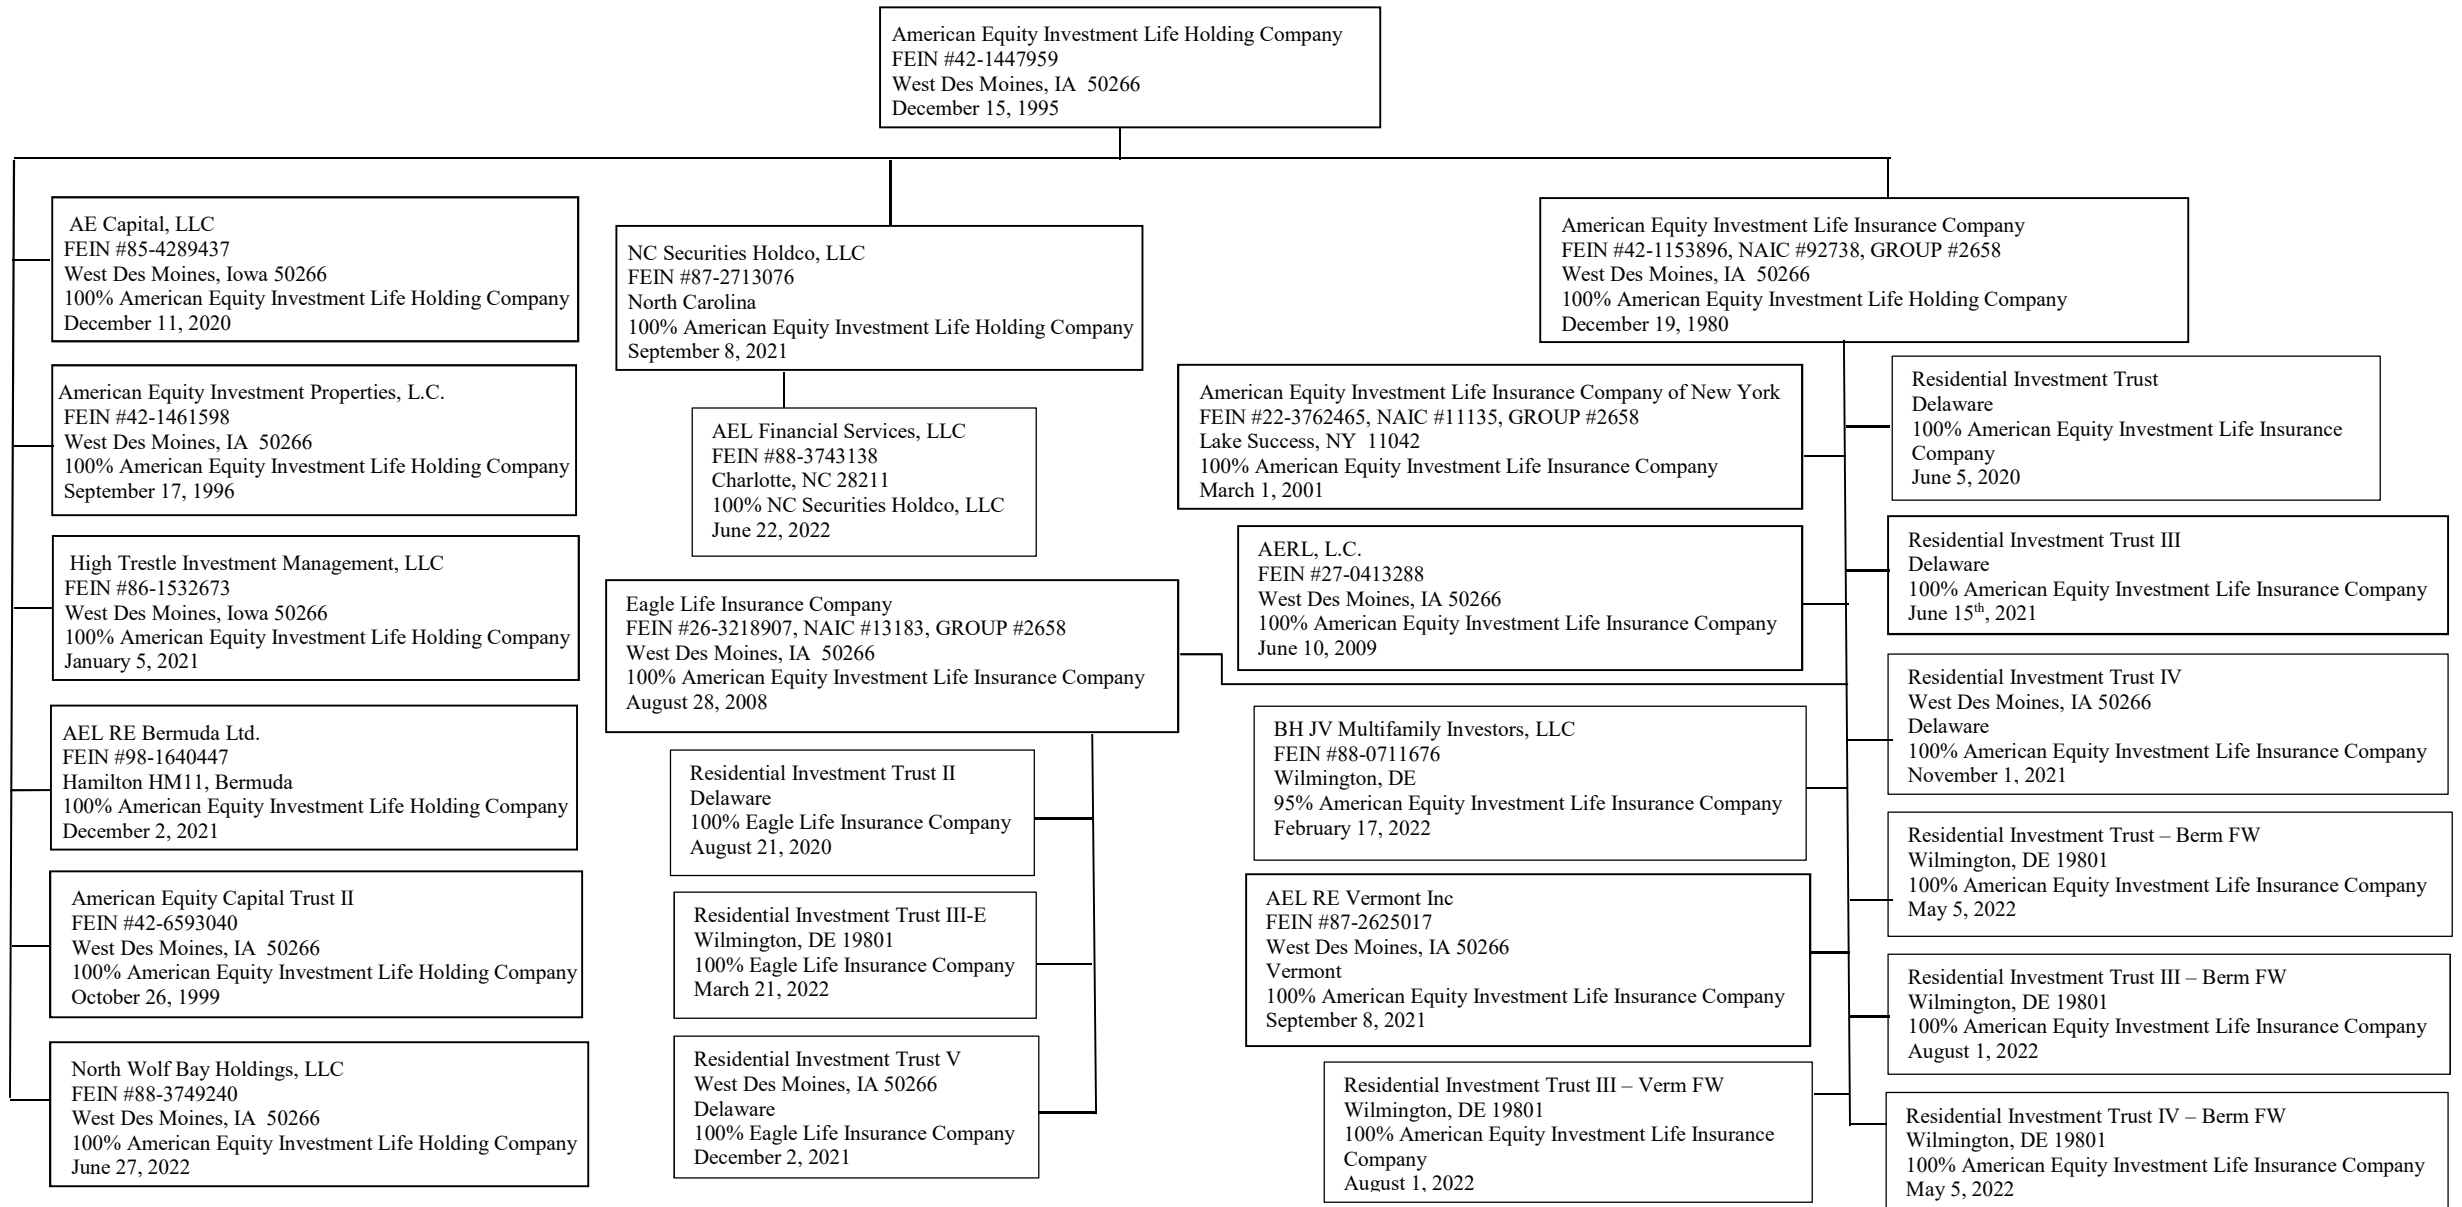 American Equity Investment Life Holding Company
FEIN #42-1447959
West Des Moines, IA 50266
December 15, 1995
AE Capital, LLC
FEIN #85-4289437
West Des Moines, Iowa 50266
100% American Equity Investment Life Holding Company
December 11, 2020
American Equity Investment Properties, L.C.
FEIN #42-1461598
West Des Moines, IA 50266
100% American Equity Investment Life Holding Company
September 17, 1996
High Trestle Investment Management, LLC
FEIN #86-1532673
West Des Moines, Iowa 50266
100% American Equity Investment Life Holding Company
January 5, 2021
AEL RE Bermuda Ltd.
FEIN #98-1640447
Hamilton HM11, Bermuda
100% American Equity Investment Life Holding Company
December 2, 2021
American Equity Capital Trust II
FEIN #42-6593040
West Des Moines, IA 50266
100% American Equity Investment Life Holding Company
October 26, 1999
North Wolf Bay Holdings, LLC
FEIN #88-3749240
West Des Moines, IA 50266
100% American Equity Investment Life Holding Company
June 27, 2022
NC Securities Holdco, LLC
FEIN #87-2713076
North Carolina
100% American Equity Investment Life Holding Company
September 8, 2021
AEL Financial Services, LLC
FEIN #88-3743138
Charlotte, NC 28211
100% NC Securities Holdco, LLC
June 22, 2022
Eagle Life Insurance Company
FEIN #26-3218907, NAIC #13183, GROUP #2658
West Des Moines, IA 50266
100% American Equity Investment Life Insurance Company
August 28, 2008
Residential Investment Trust II
Delaware
100% Eagle Life Insurance Company
August 21, 2020
Residential Investment Trust III-E
Wilmington, DE 19801
100% Eagle Life Insurance Company
March 21, 2022
Residential Investment Trust V
West Des Moines, IA 50266
Delaware
100% Eagle Life Insurance Company
December 2, 2021
American Equity Investment Life Insurance Company
FEIN #42-1153896, NAIC #92738, GROUP #2658
West Des Moines, IA 50266
100% American Equity Investment Life Holding Company
December 19, 1980
American Equity Investment Life Insurance Company of New York
FEIN #22-3762465, NAIC #11135, GROUP #2658
Lake Success, NY 11042
100% American Equity Investment Life Insurance Company
March 1, 2001
AERL, L.C.
FEIN #27-0413288
West Des Moines, IA 50266
100% American Equity Investment Life Insurance Company
June 10, 2009
BH JV Multifamily Investors, LLC
FEIN #88-0711676
Wilmington, DE
95% American Equity Investment Life Insurance Company
February 17, 2022
AEL RE Vermont Inc
FEIN #87-2625017
West Des Moines, IA 50266
Vermont
100% American Equity Investment Life Insurance Company
September 8, 2021
Residential Investment Trust III – Verm FW
Wilmington, DE 19801
100% American Equity Investment Life Insurance
Company
August 1, 2022
Residential Investment Trust
Delaware
100% American Equity Investment Life Insurance
Company
June 5, 2020
Residential Investment Trust III
Delaware
100% American Equity Investment Life Insurance Company
June 15th, 2021
Residential Investment Trust IV
West Des Moines, IA 50266
Delaware
100% American Equity Investment Life Insurance Company
November 1, 2021
Residential Investment Trust – Berm FW
Wilmington, DE 19801
100% American Equity Investment Life Insurance Company
May 5, 2022
Residential Investment Trust III – Berm FW
Wilmington, DE 19801
100% American Equity Investment Life Insurance Company
August 1, 2022
Residential Investment Trust IV – Berm FW
Wilmington, DE 19801
100% American Equity Investment Life Insurance Company
May 5, 2022